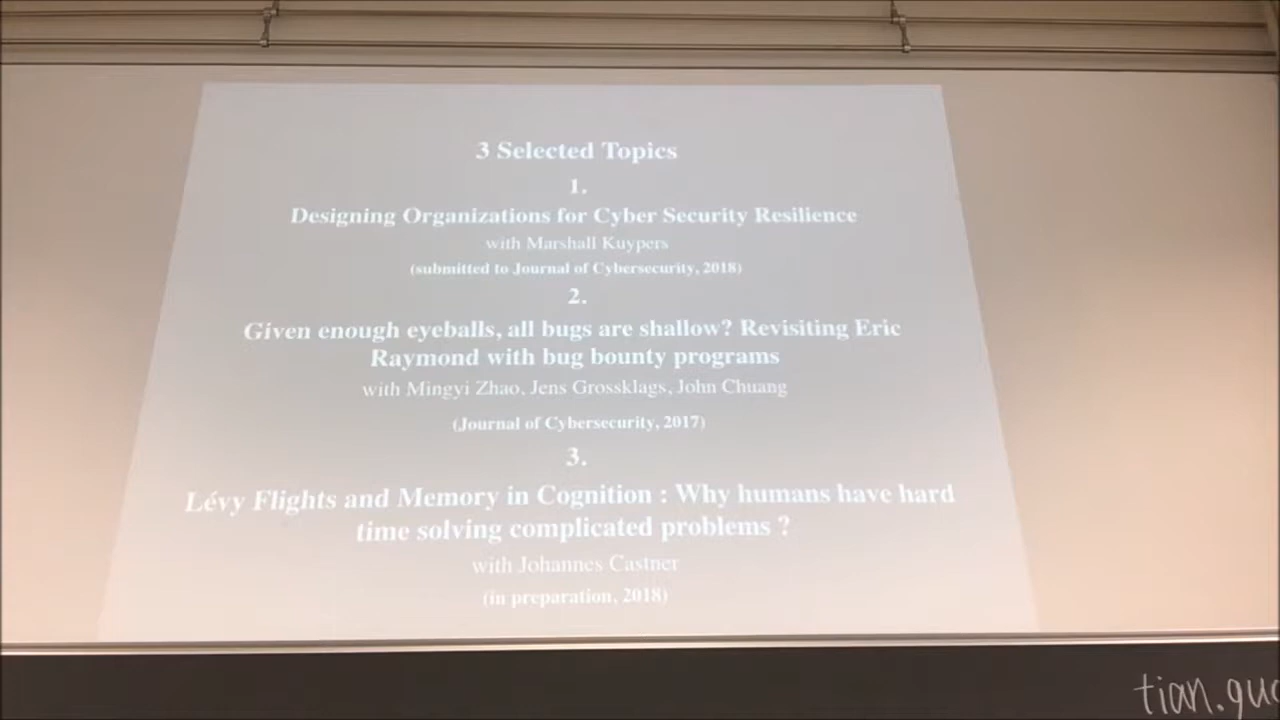 3 Selected Topics
1.
Designing Organizations for Cyber Security Resilience
with Marshall Kuypers
(submitted to Journal of Cybersecurity, 2018)
2.
Given enough eyeballs, all bugs are shallow? Revisiting Eric
Raymond with bug bounty programs
with Mingyi Zhao, Jens Grossklags, John Chuang
(Journal of Cybersecurity, 2017)
3.
Lévy Flights and Memory in Cognition : Why humans have hard
time solving complicated problems ?
with Johannes Castner
(in preparation, 2018)